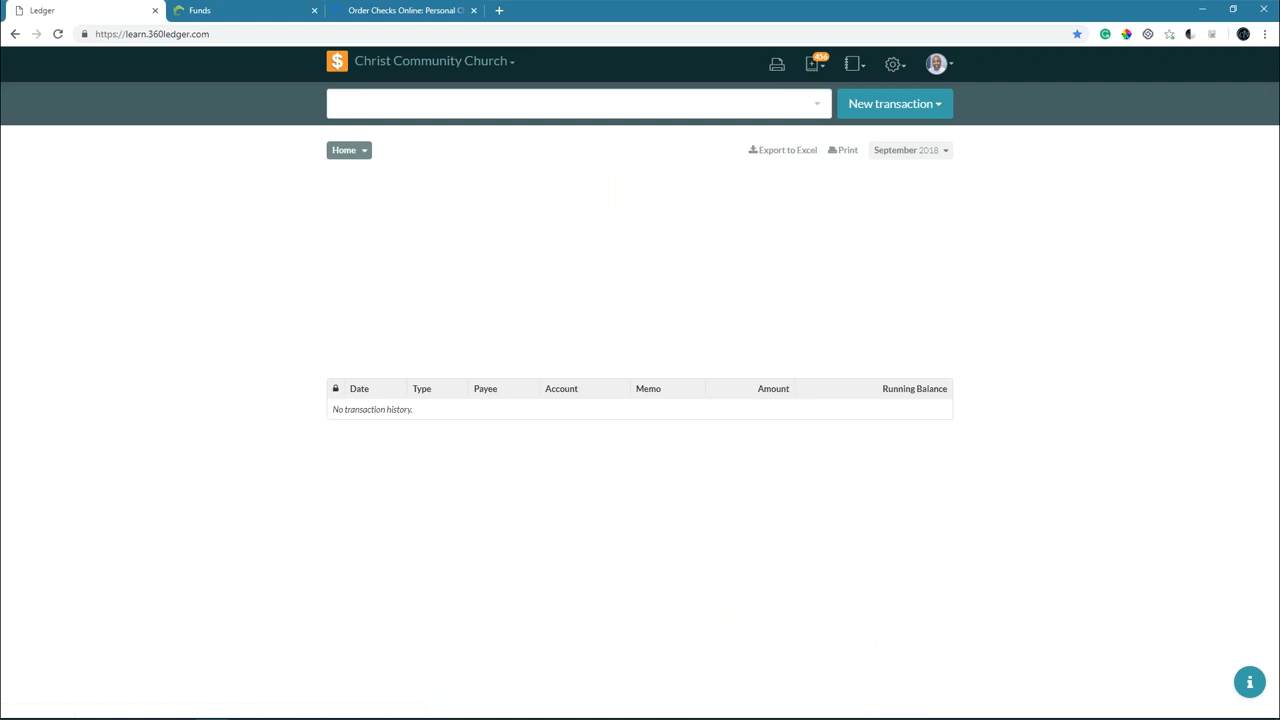 Ledger
Funds
Order Checks Online: Personal C
https://learn.360ledger.com
$
Christ Community Church
456
New transaction
Home
Export to Excel
Print
September 2018
Date Type Payee Account Memo Amount Running Balance
No transaction history.
i